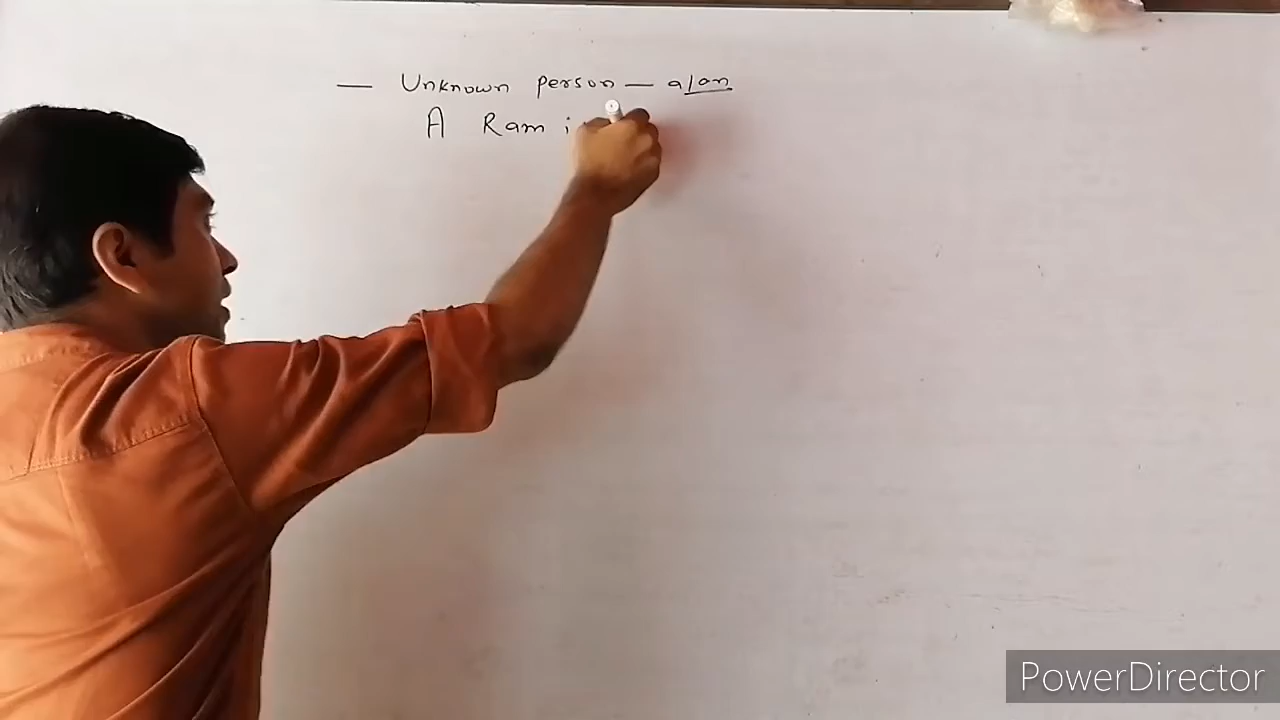 — Unknown person — a/an
A Ram i
PowerDirector